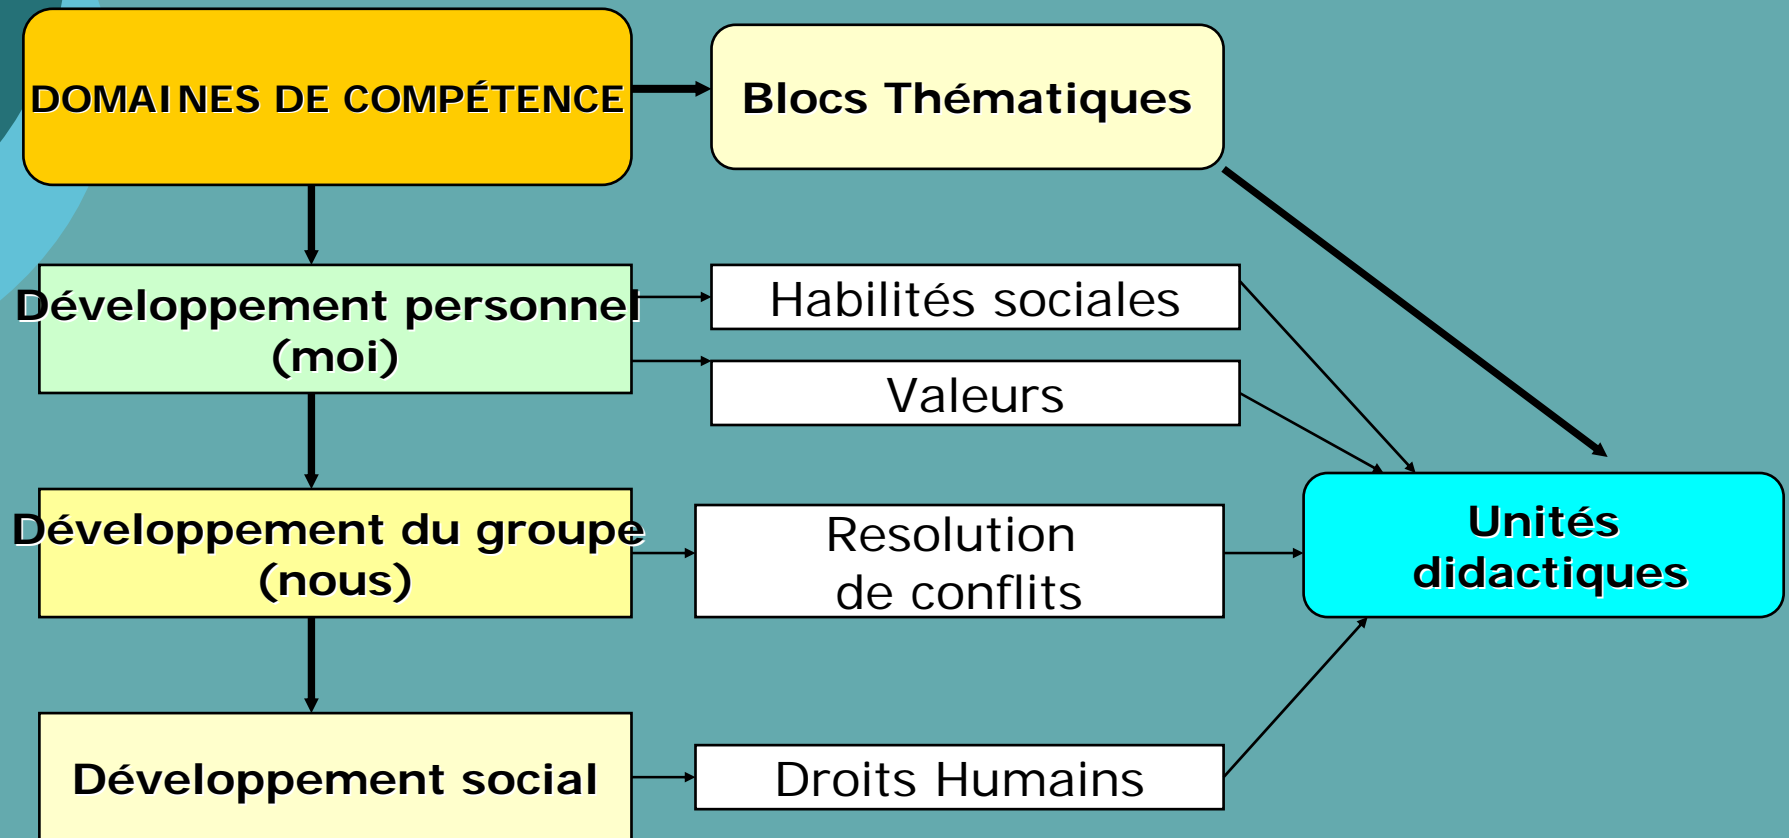 DOMAINES DE COMPÉTENCE
Blocs Thématiques
Développement personnel
(moi)
Habilités sociales
Valeurs
Développement du groupe
(nous)
Resolution
de conflits
Unités
didactiques
Développement social
Droits Humains